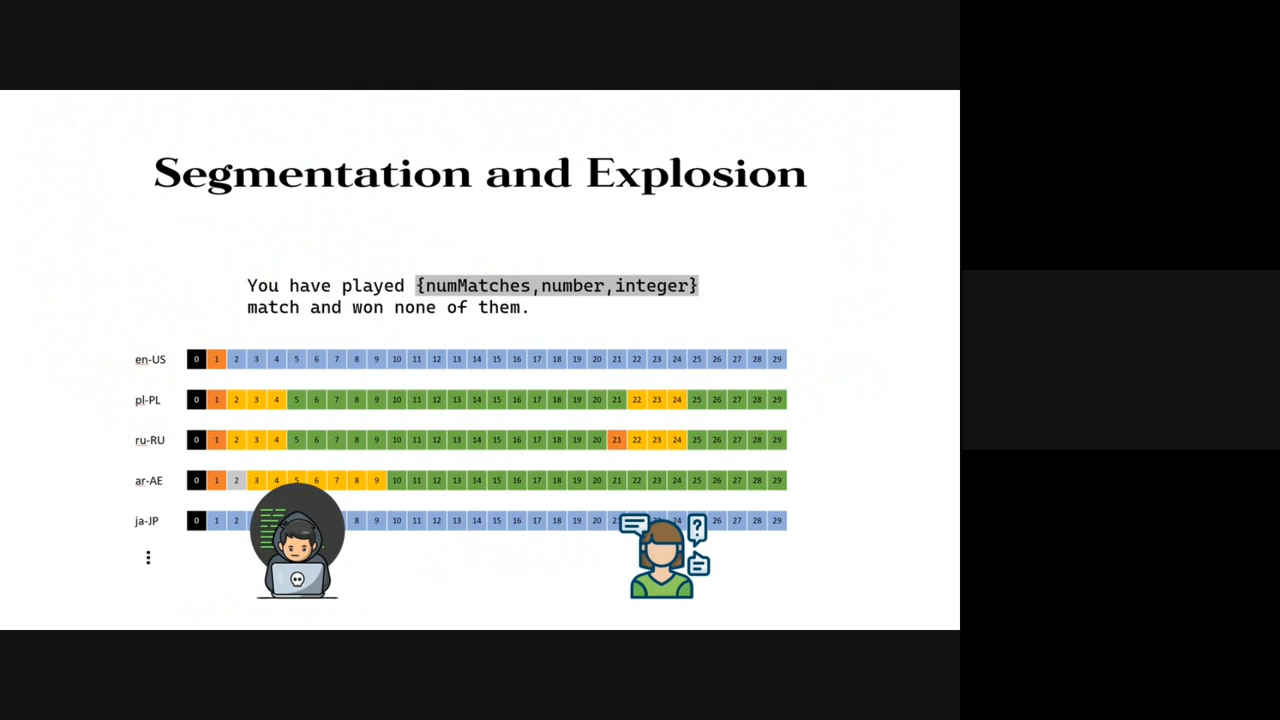 Segmentation and Explosion
You have played {numMatches,number,integer}
match and won none of them.
en-US 0 1 2 3 4 5 6 7 8 9 10 11 12 13 14 15 16 17 18 19 20 21 22 23 24 25 26 27 28 29
pl-PL 0 1 2 3 4 5 6 7 8 9 10 11 12 13 14 15 16 17 18 19 20 21 22 23 24 25 26 27 28 29
ru-RU 0 1 2 3 4 5 6 7 8 9 10 11 12 13 14 15 16 17 18 19 20 21 22 23 24 25 26 27 28 29
ar-AE 0 1 2 3 4 5 6 7 8 9 10 11 12 13 14 15 16 17 18 19 20 21 22 23 24 25 26 27 28 29
ja-JP 0 1 2 8 9 10 11 12 13 14 15 16 17 18 19 20 24 26 27 28 29
?